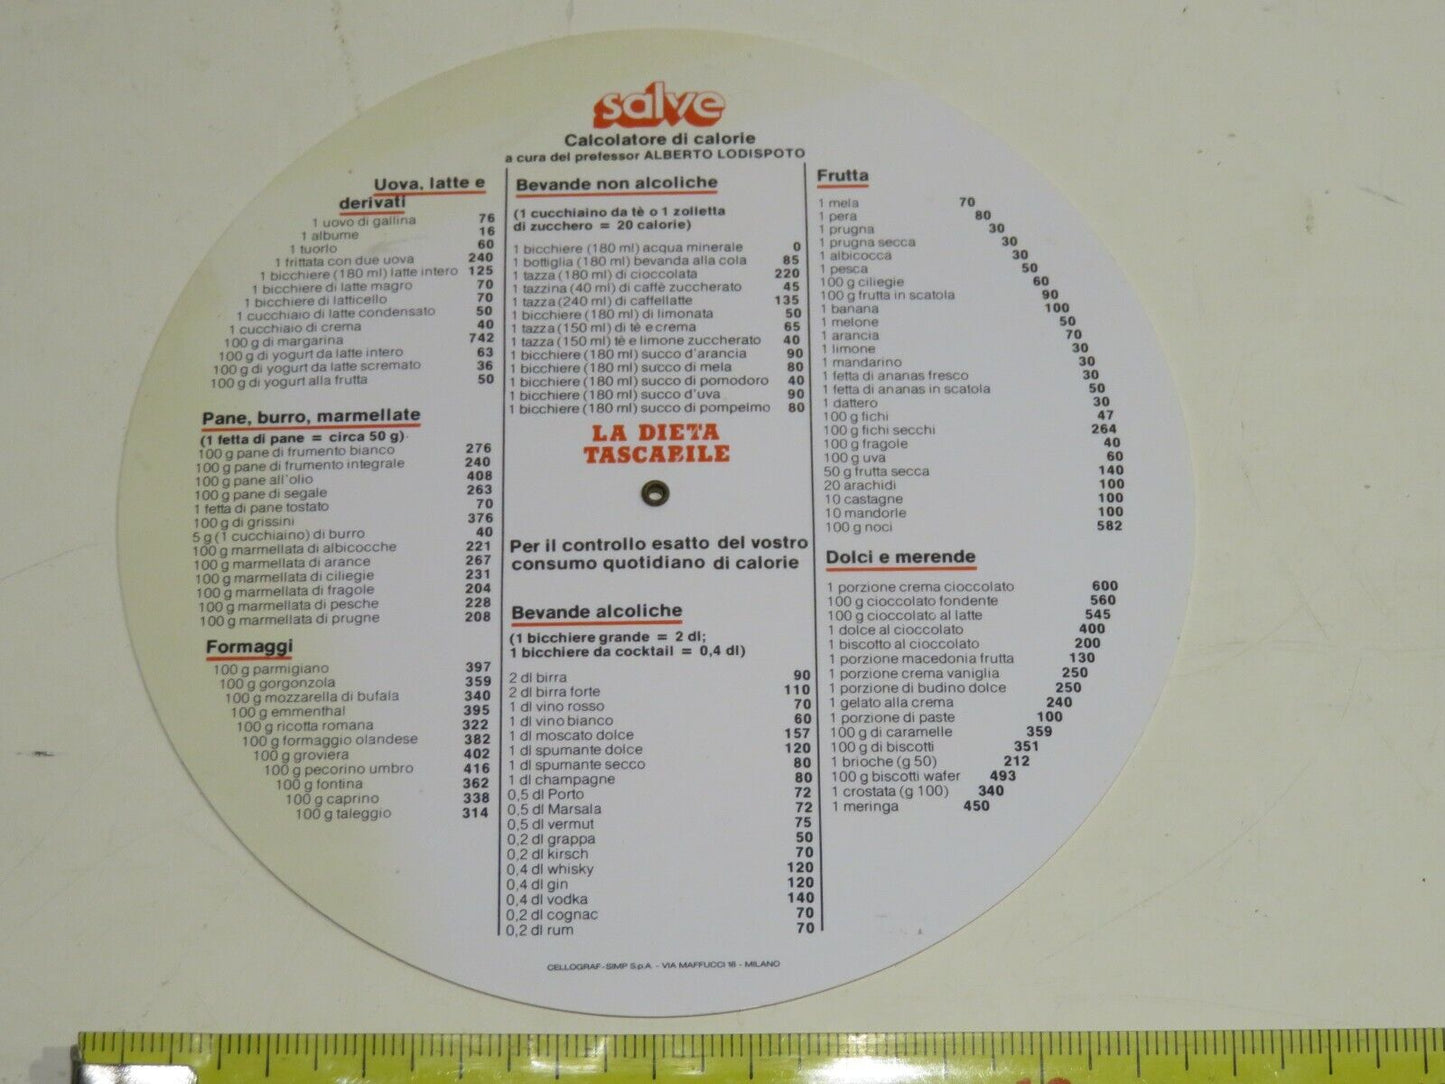 salve
Calcolatore di calorie
a cura del prefessor ALBERTO LODISPOTO
Uova, latte e
derivati
1 uovo di gallina 76
1 albume 16
1 tuorlo 60
1 frittata con due uova 240
1 bicchiere (180 ml) latte intero 125
1 bicchiere di latte magro 70
1 bicchiere di latticello 70
1 cucchiaio di latte condensato 50
1 cucchiaio di crema 40
100 g di margarina 742
100 g di yogurt da latte intero 63
100 g di yogurt da latte scremato 36
100 g di yogurt alla frutta 50
Pane, burro, marmellate
(1 fetta di pane = circa 50 g)
100 g pane di frumento bianco 276
100 g pane di frumento integrale 240
100 g pane all'olio 408
100 g pane di segale 263
1 fetta di pane tostato 70
100 g di grissini 376
5 g (1 cucchiaino) di burro 40
100 g marmellata di albicocche 221
100 g marmellata di arance 267
100 g marmellata di ciliegie 231
100 g marmellata di fragole 204
100 g marmellata di pesche 228
100 g marmellata di prugne 208
Formaggi
100 g parmigiano 397
100 g gorgonzola 359
100 g mozzarella di bufala 340
100 g emmenthal 395
100 g ricotta romana 322
100 g formaggio olandese 382
100 g groviera 402
100 g pecorino umbro 416
100 g fontina 362
100 g caprino 338
100 g taleggio 314
Bevande non alcoliche
(1 cucchiaino da tè o 1 zolletta
di zucchero = 20 calorie)
1 bicchiere (180 ml) acqua minerale 0
1 bottiglia (180 ml) bevanda alla cola 85
1 tazza (180 ml) di cioccolata 220
1 tazzina (40 ml) di caffè zuccherato 45
1 tazza (240 ml) di caffellatte 135
1 bicchiere (180 ml) di limonata 50
1 tazza (150 ml) di tè e crema 65
1 tazza (150 ml) tè e limone zuccherato 40
1 bicchiere (180 ml) succo d'arancia 90
1 bicchiere (180 ml) succo di mela 80
1 bicchiere (180 ml) succo di pomodoro 40
1 bicchiere (180 ml) succo d'uva 90
1 bicchiere (180 ml) succo di pompelmo 80
LA DIETA
TASCABILE
Per il controllo esatto del vostro
consumo quotidiano di calorie
Bevande alcoliche
(1 bicchiere grande = 2 dl;
1 bicchiere da cocktail = 0,4 dl)
2 dl birra 90
2 dl birra forte 110
1 dl vino rosso 70
1 dl vino bianco 60
1 dl moscato dolce 157
1 dl spumante dolce 120
1 dl spumante secco 80
1 dl champagne 80
0,5 dl Porto 72
0,5 dl Marsala 72
0,5 dl vermut 75
0,2 dl grappa 50
0,2 dl kirsch 70
0,4 dl whisky 120
0,4 dl gin 120
0,4 dl vodka 140
0,2 dl cognac 70
0,2 dl rum 70
Frutta
1 mela 70
1 pera 80
1 prugna 30
1 prugna secca 30
1 albicocca 30
1 pesca 50
100 g ciliegie 60
100 g frutta in scatola 90
1 banana 100
1 melone 50
1 arancia 70
1 limone 30
1 mandarino 30
1 fetta di ananas fresco 30
1 fetta di ananas in scatola 50
1 dattero 30
100 g fichi 47
100 g fichi secchi 264
100 g fragole 40
100 g uva 60
50 g frutta secca 140
20 arachidi 100
10 castagne 100
10 mandorle 100
100 g noci 582
Dolci e merende
1 porzione crema cioccolato 600
100 g cioccolato fondente 560
100 g cioccolato al latte 545
1 dolce al cioccolato 400
1 biscotto al cioccolato 200
1 porzione macedonia frutta 130
1 porzione crema vaniglia 250
1 porzione di budino dolce 250
1 gelato alla crema 240
1 porzione di paste 100
100 g di caramelle 359
100 g di biscotti 351
1 brioche (g 50) 212
100 g biscotti wafer 493
1 crostata (g 100) 340
1 meringa 450
CELLOGRAF-SIMP S.p.A - VIA MAFFUCCI 16 - MILANO